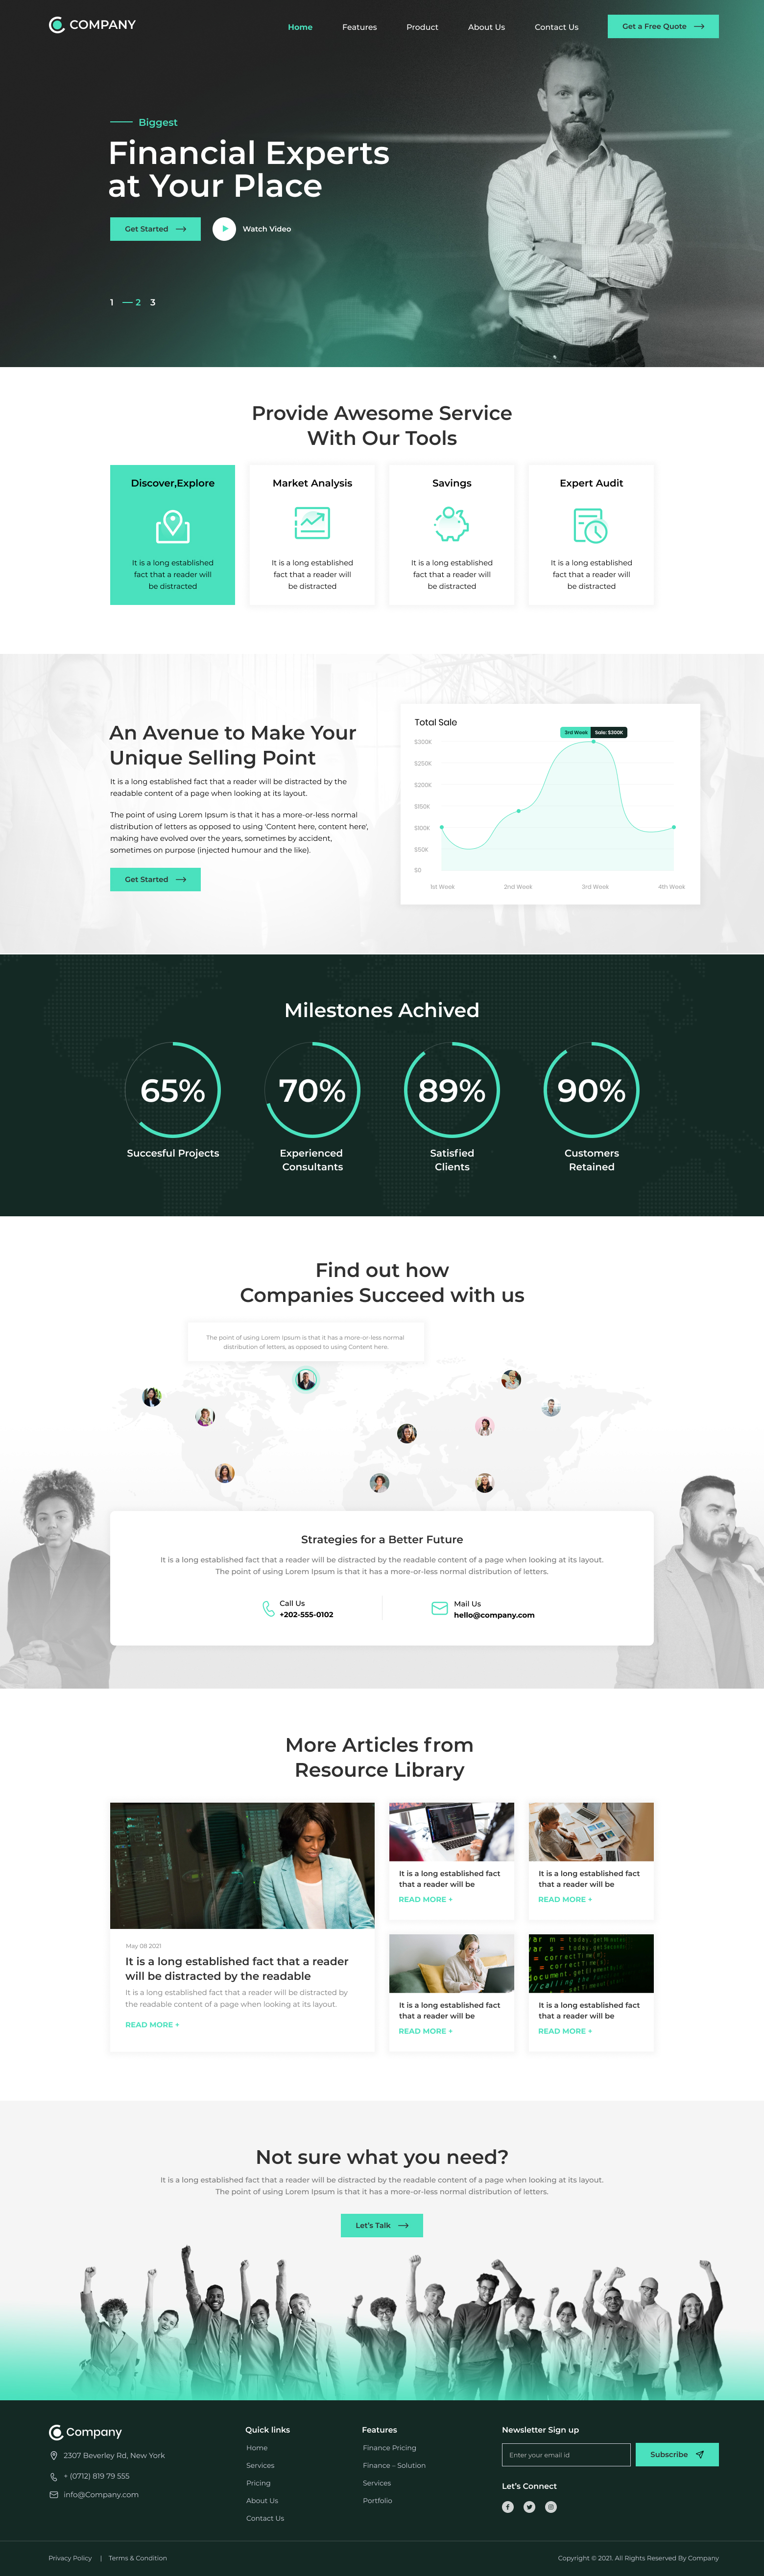 COMPANY
Home
Features
Product
About Us
Contact Us
Get a Free Quote
Biggest
Financial Experts
at Your Place
Get Started
Watch Video
1 2 3
Provide Awesome Service
With Our Tools
Discover,Explore
It is a long established
fact that a reader will
be distracted
Market Analysis
It is a long established
fact that a reader will
be distracted
Savings
It is a long established
fact that a reader will
be distracted
Expert Audit
It is a long established
fact that a reader will
be distracted
An Avenue to Make Your
Unique Selling Point
It is a long established fact that a reader will be distracted by the
readable content of a page when looking at its layout.
The point of using Lorem Ipsum is that it has a more-or-less normal
distribution of letters as opposed to using 'Content here, content here',
making have evolved over the years, sometimes by accident,
sometimes on purpose (injected humour and the like).
Get Started
Total Sale
3rd Week
Sale: $300K
$300K
$250K
$200K
$150K
$100K
$50K
$0
1st Week
2nd Week
3rd Week
4th Week
Milestones Achived
65%
Succesful Projects
70%
Experienced
Consultants
89%
Satisfied
Clients
90%
Customers
Retained
Find out how
Companies Succeed with us
The point of using Lorem Ipsum is that it has a more-or-less normal
distribution of letters, as opposed to using Content here.
Strategies for a Better Future
It is a long established fact that a reader will be distracted by the readable content of a page when looking at its layout.
The point of using Lorem Ipsum is that it has a more-or-less normal distribution of letters.
Call Us
+202-555-0102
Mail Us
hello@company.com
More Articles from
Resource Library
May 08 2021
It is a long established fact that a reader
will be distracted by the readable
It is a long established fact that a reader will be distracted by
the readable content of a page when looking at its layout.
READ MORE +
It is a long established fact
that a reader will be
READ MORE +
It is a long established fact
that a reader will be
READ MORE +
It is a long established fact
that a reader will be
READ MORE +
var m = today.getM
var s = today.get
= correctTime(m);
= correctTime(s)
document.getEleme
//calling the func
It is a long established fact
that a reader will be
READ MORE +
Not sure what you need?
It is a long established fact that a reader will be distracted by the readable content of a page when looking at its layout.
The point of using Lorem Ipsum is that it has a more-or-less normal distribution of letters.
Let's Talk
Company
2307 Beverley Rd, New York
+ (0712) 819 79 555
info@Company.com
Quick links
Home
Services
Pricing
About Us
Contact Us
Features
Finance Pricing
Finance – Solution
Services
Portfolio
Newsletter Sign up
Enter your email id
Subscribe
Let's Connect
Privacy Policy | Terms & Condition
Copyright © 2021. All Rights Reserved By Company